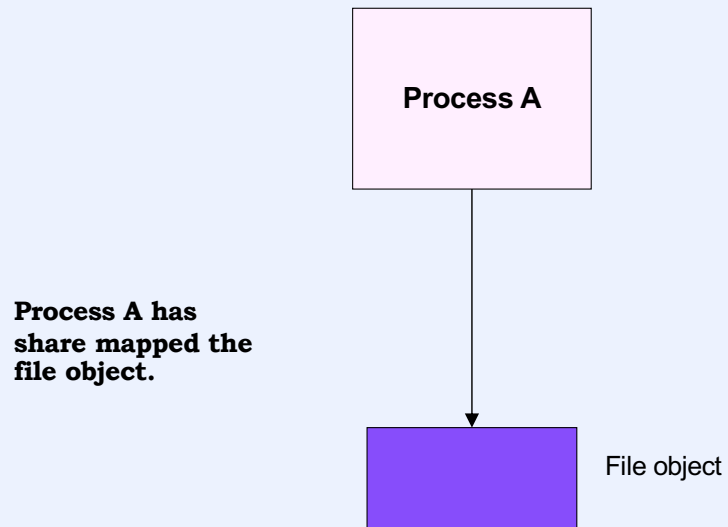 Process A
Process A has
share mapped the
file object.
File object